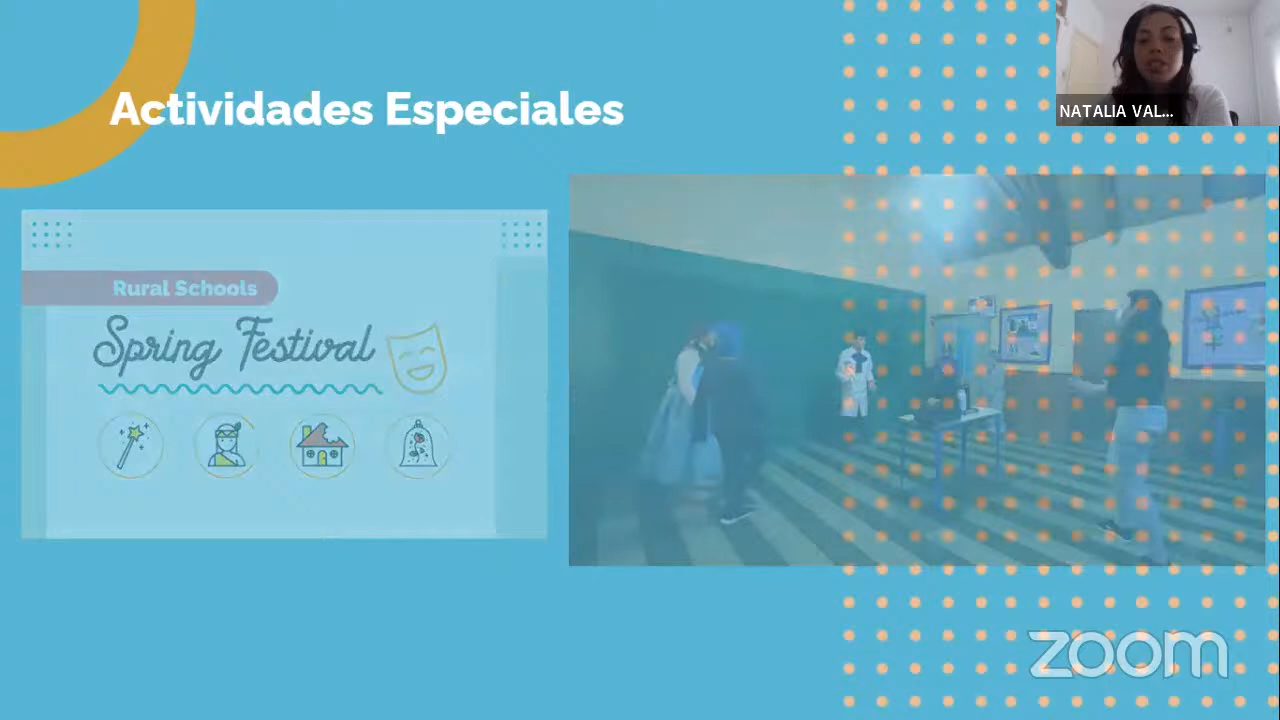 Actividades Especiales
NATALIA VAL...
Rural Schools
Spring Festival
zoom